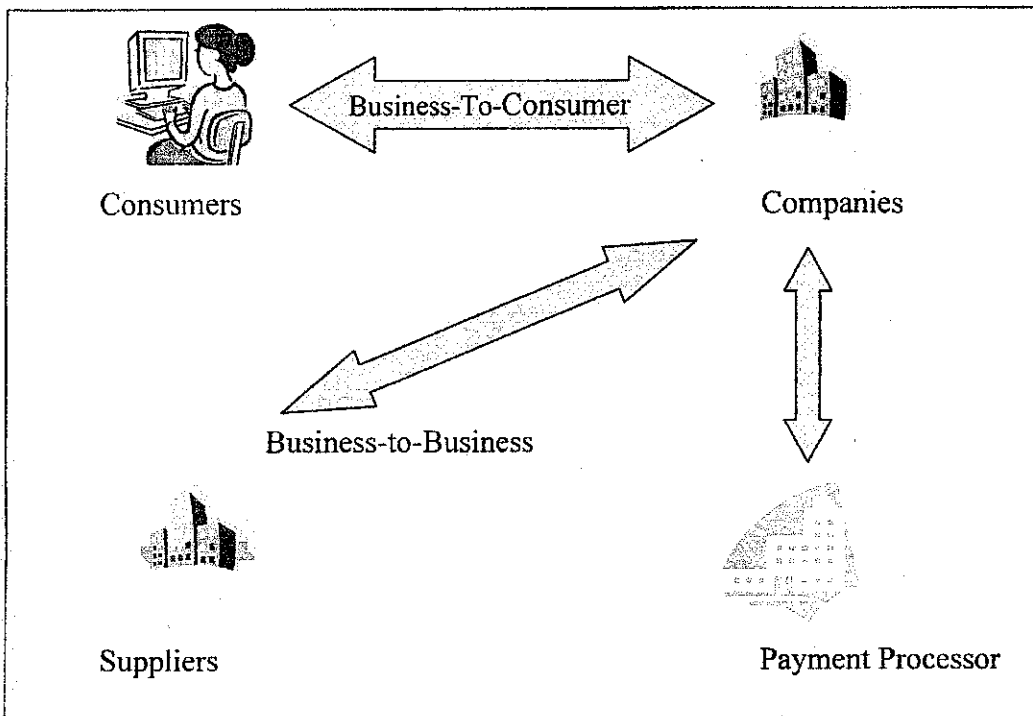 Business-To-Consumer
Consumers
Companies
Business-to-Business
Suppliers
Payment Processor